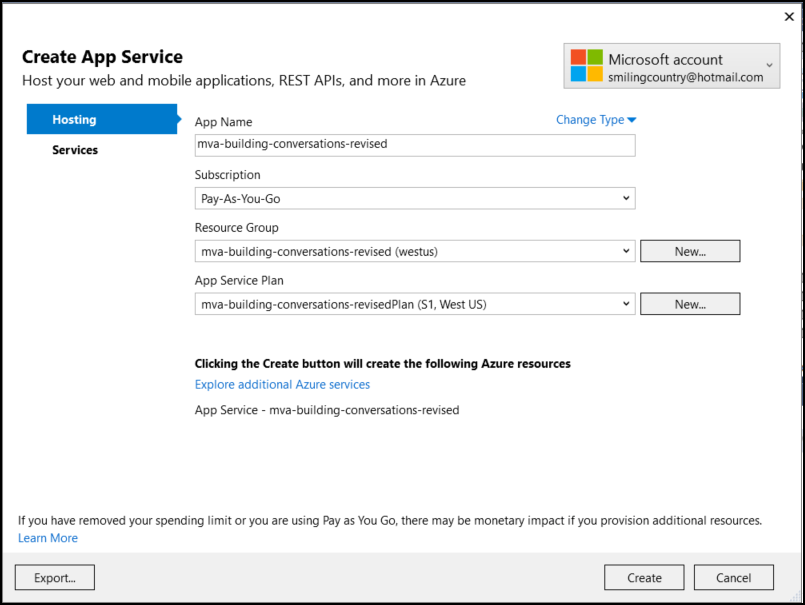 Create App Service
Host your web and mobile applications, REST APIs, and more in Azure
Microsoft account
smilingcountry@hotmail.com
Hosting
Services
App Name
Change Type
mva-building-conversations-revised
Subscription
Pay-As-You-Go
Resource Group
mva-building-conversations-revised (westus)
New...
App Service Plan
mva-building-conversations-revisedPlan (S1, West US)
New...
Clicking the Create button will create the following Azure resources
Explore additional Azure services
App Service - mva-building-conversations-revised
If you have removed your spending limit or you are using Pay as You Go, there may be monetary impact if you provision additional resources.
Learn More
Export...
Create
Cancel